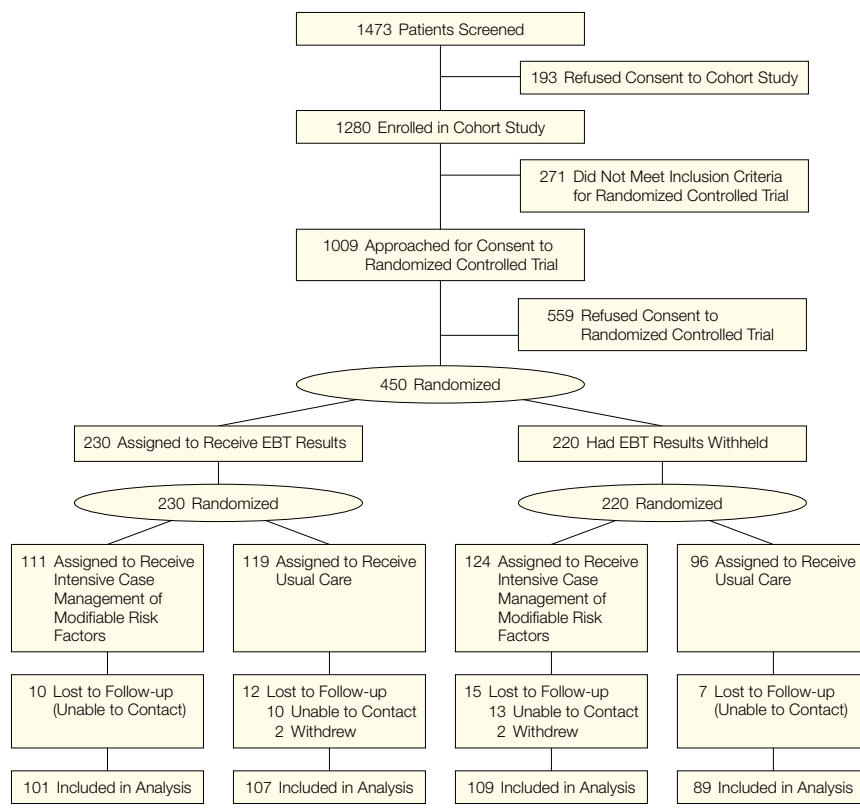 1473 Patients Screened
193 Refused Consent to Cohort Study
1280 Enrolled in Cohort Study
271 Did Not Meet Inclusion Criteria
for Randomized Controlled Trial
1009 Approached for Consent to
Randomized Controlled Trial
559 Refused Consent to
Randomized Controlled Trial
450 Randomized
230 Assigned to Receive EBT Results
220 Had EBT Results Withheld
230 Randomized
220 Randomized
111 Assigned to Receive
Intensive Case
Management of
Modifiable Risk
Factors
119 Assigned to Receive
Usual Care
124 Assigned to Receive
Intensive Case
Management of
Modifiable Risk
Factors
96 Assigned to Receive
Usual Care
10 Lost to Follow-up
(Unable to Contact)
12 Lost to Follow-up
10 Unable to Contact
2 Withdrew
15 Lost to Follow-up
13 Unable to Contact
2 Withdrew
7 Lost to Follow-up
(Unable to Contact)
101 Included in Analysis
107 Included in Analysis
109 Included in Analysis
89 Included in Analysis